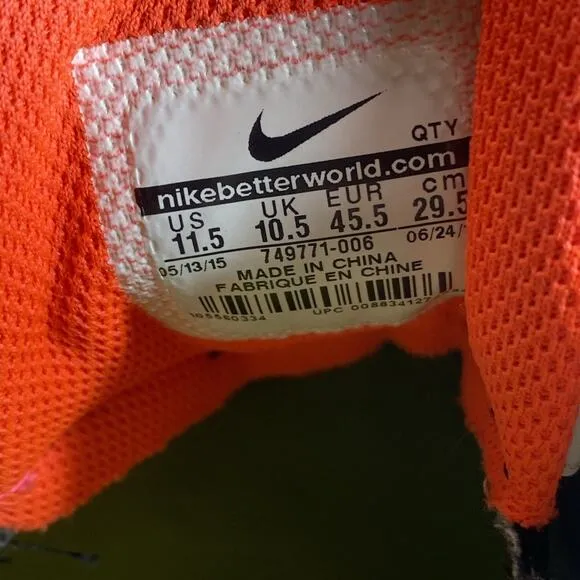 QTY
nikebetterworld.com
US UK EUR cm
11.5 10.5 45.5 29.5
749771-006
05/13/15 06/24/
MADE IN CHINA
FABRIQUE EN CHINE
UPC